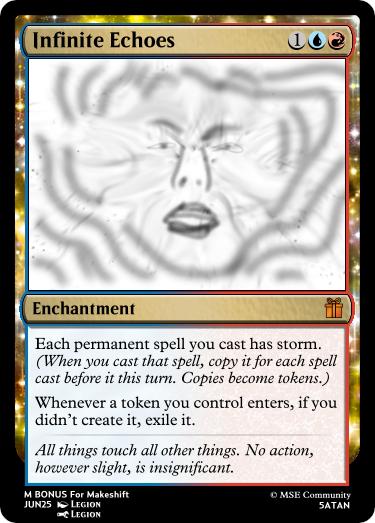 Infinite Echoes 1
Enchantment
Each permanent spell you cast has storm.
(When you cast that spell, copy it for each spell
cast before it this turn. Copies become tokens.)
Whenever a token you control enters, if you
didn't create it, exile it.
All things touch all other things. No action,
however slight, is insignificant.
M BONUS For Makeshift © MSE Community
JUN25 LEGION 5ATAN
LEGION